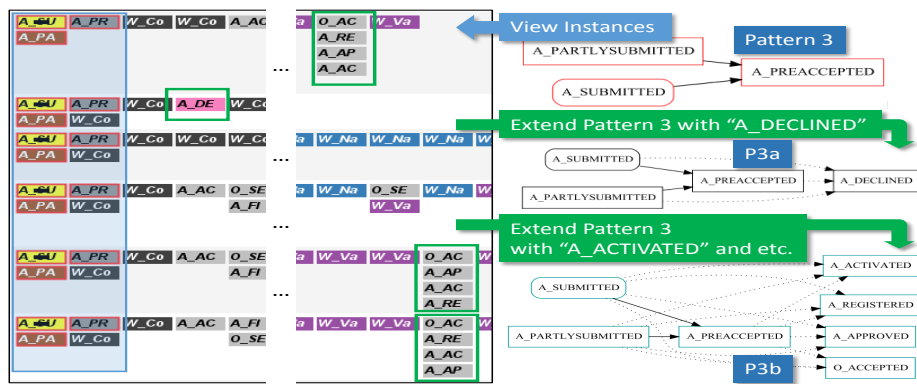 A_SU A_PR W_Co W_Co A_AC a O_AC W_Va
A_PA A_RE
A_AP
... A_AC
A_SU A_PR W_Co A_DE W_Co
A_PA W_Co
A_SU A_PR W_Co W_Co W_Co a W_Na W_Na W_Na W
A_PA W_Co
...
A_SU A_PR W_Co A_AC O_SE a W_Na O_SE W_Na W
A_PA W_Co A_FI W_Va
...
A_SU A_PR W_Co A_AC O_SE a W_Va W_Va O_AC W
A_PA W_Co A_FI A_AP
... A_AC
A_RE
A_SU A_PR W_Co A_AC A_FI a W_Va W_Va O_AC W
A_PA W_Co O_SE A_RE
... A_AC
A_AP
View Instances
Pattern 3
A_PARTLYSUBMITTED
A_PREACCEPTED
A_SUBMITTED
Extend Pattern 3 with “A_DECLINED”
P3a
A_SUBMITTED
A_PREACCEPTED A_DECLINED
A_PARTLYSUBMITTED
Extend Pattern 3
with “A_ACTIVATED” and etc.
A_ACTIVATED
A_SUBMITTED
A_REGISTERED
A_PARTLYSUBMITTED A_PREACCEPTED A_APPROVED
P3b O_ACCEPTED